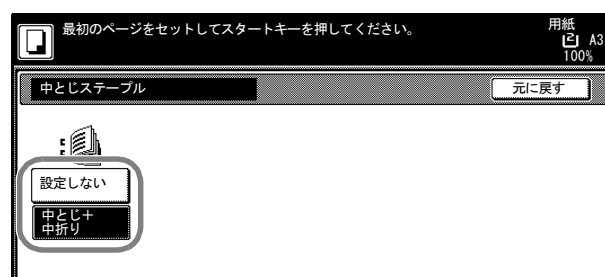 最初のページをセットしてスタートキーを押してください。
用紙
2 A3
100%
中とじステープル
元に戻す
設定しない
中とじ+
中折り